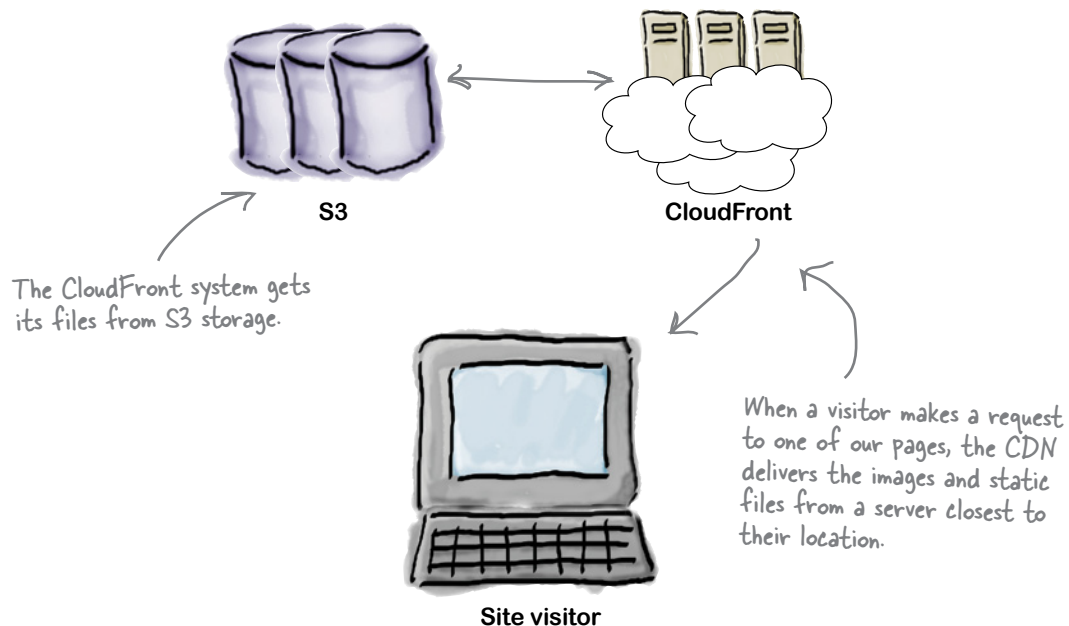 S3
CloudFront
The CloudFront system gets
its files from S3 storage.
When a visitor makes a request
to one of our pages, the CDN
delivers the images and static
files from a server closest to
their location.
Site visitor